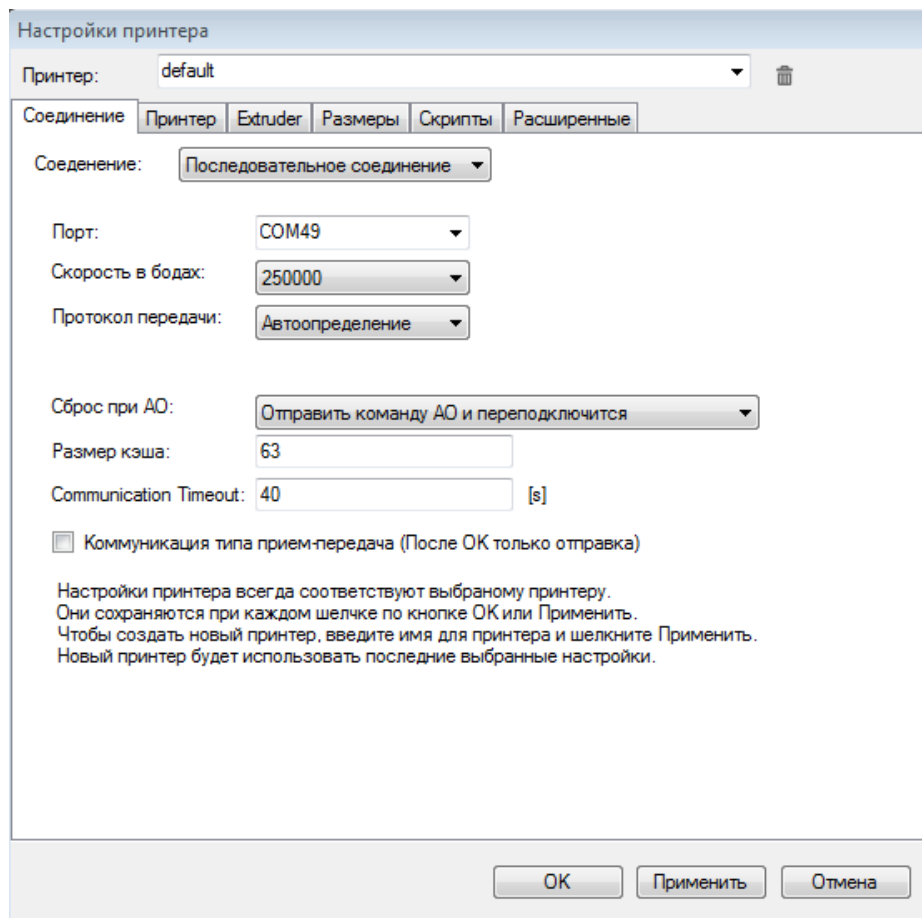 Настройки принтера
Принтер: default
Соединение Принтер Extruder Размеры Скрипты Расширенные
Соеденение: Последовательное соединение
Порт: COM49
Скорость в бодах: 250000
Протокол передачи: Автоопределение
Сброс при АО: Отправить команду АО и переподключится
Размер кэша: 63
Communication Timeout: 40 [s]
Коммуникация типа прием-передача (После ОК только отправка)
Настройки принтера всегда соответствуют выбраному принтеру.
Они сохраняются при каждом шелчке по кнопке ОК или Применить.
Чтобы создать новый принтер, введите имя для принтера и шелкните Применить.
Новый принтер будет использовать последние выбранные настройки.
OK Применить Отмена